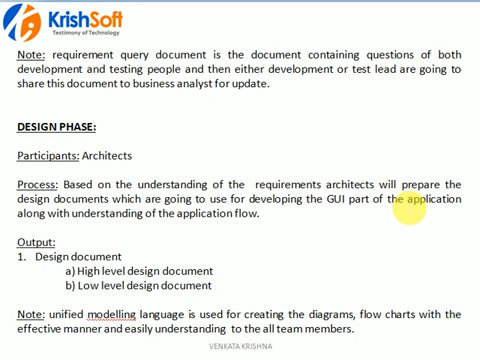 KrishSoft
Testimony of Technology
Note: requirement query document is the document containing questions of both
development and testing people and then either development or test lead are going to
share this document to business analyst for update.
DESIGN PHASE:
Participants: Architects
Process: Based on the understanding of the requirements architects will prepare the
design documents which are going to use for developing the GUI part of the application
along with understanding of the application flow.
Output:
1. Design document
a) High level design document
b) Low level design document
Note: unified modelling language is used for creating the diagrams, flow charts with the
effective manner and easily understanding to the all team members.
VENKATA KRISHNA